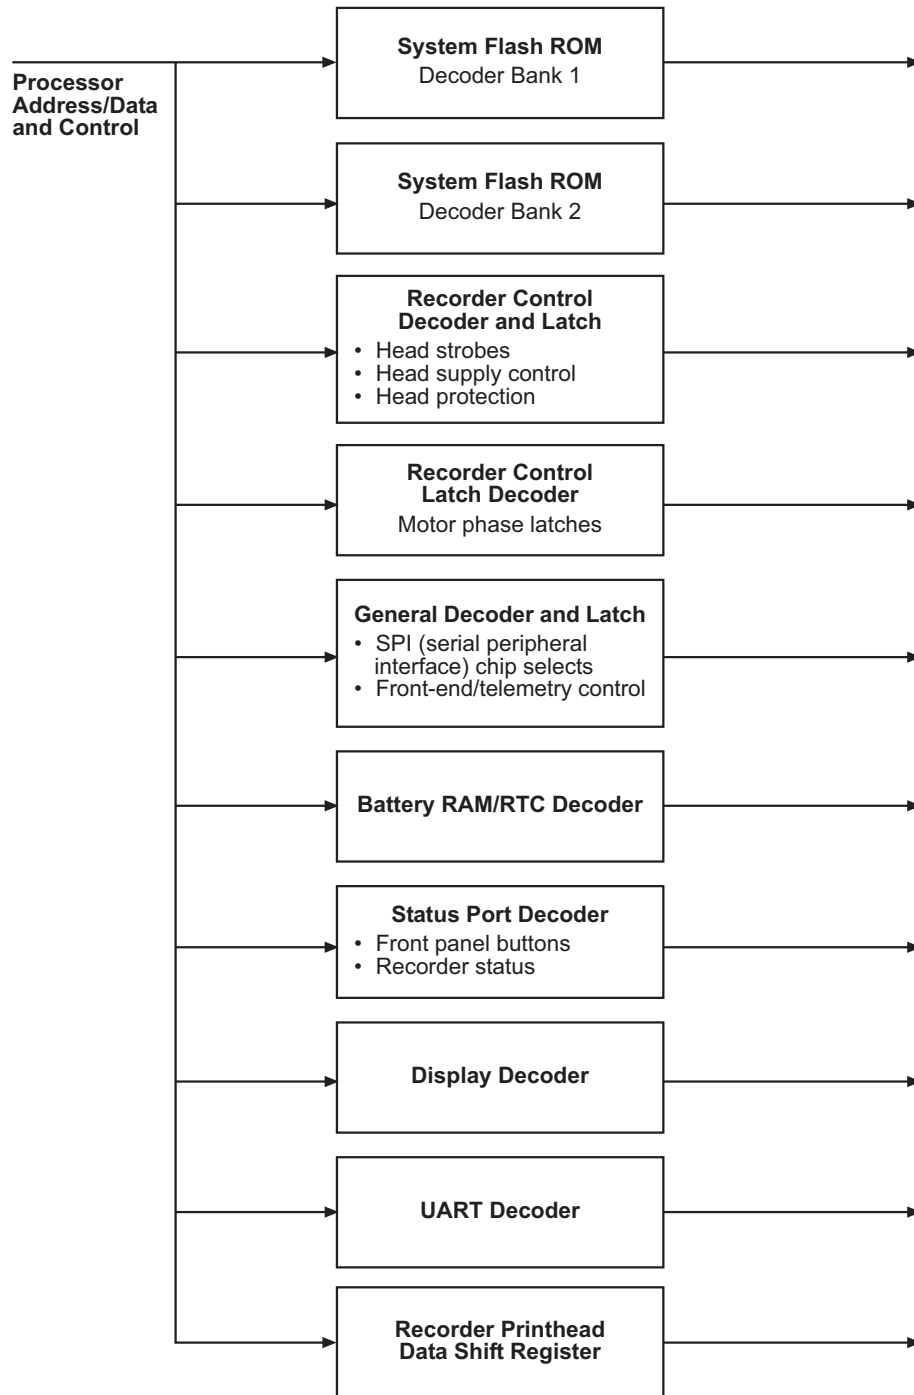 System Flash ROM
Decoder Bank 1
Processor
Address/Data
and Control
System Flash ROM
Decoder Bank 2
Recorder Control
Decoder and Latch
• Head strobes
• Head supply control
• Head protection
Recorder Control
Latch Decoder
Motor phase latches
General Decoder and Latch
• SPI (serial peripheral
interface) chip selects
• Front-end/telemetry control
Battery RAM/RTC Decoder
Status Port Decoder
• Front panel buttons
• Recorder status
Display Decoder
UART Decoder
Recorder Printhead
Data Shift Register